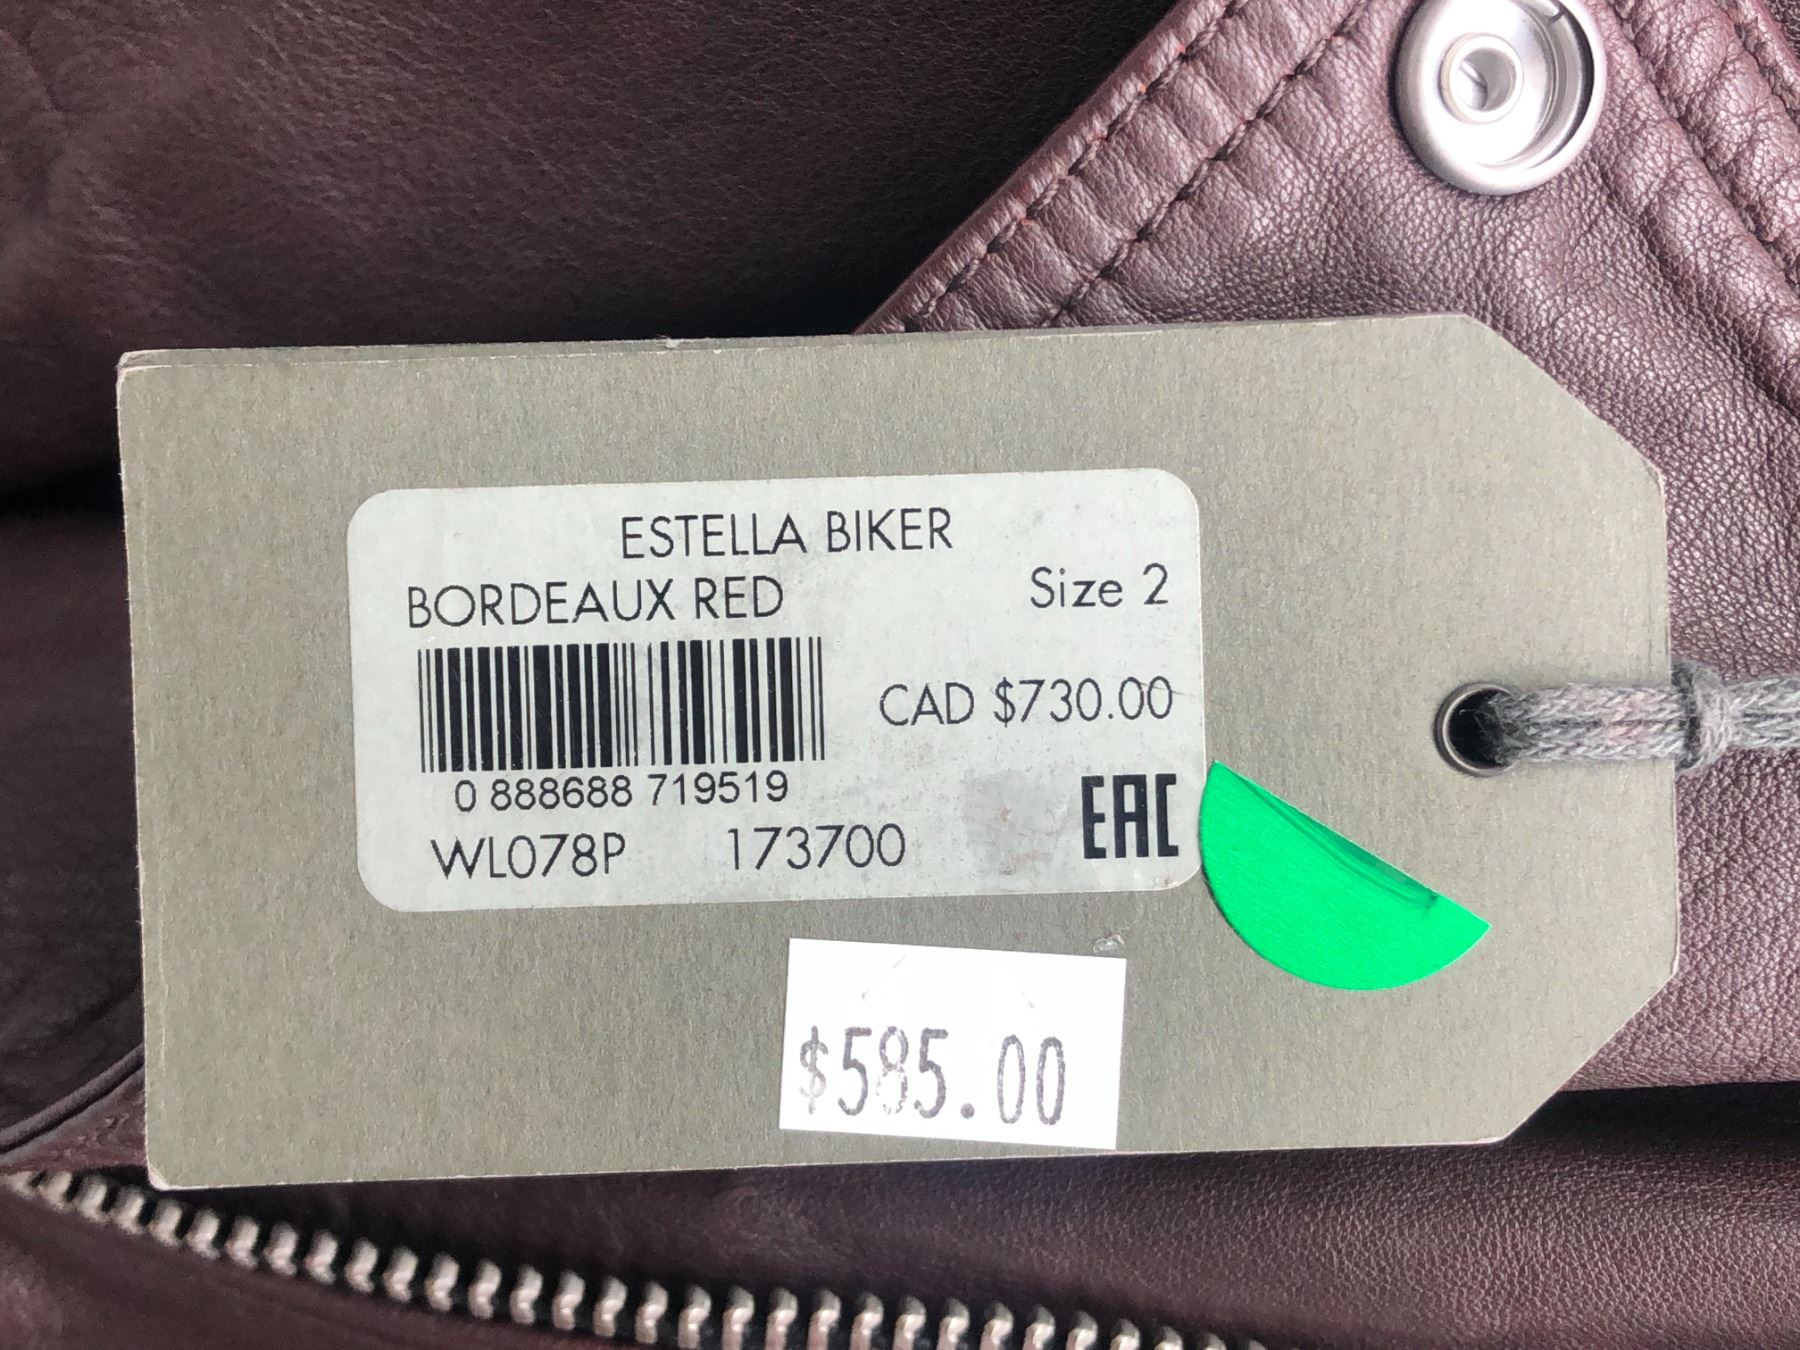 ESTELLA BIKER
BORDEAUX RED Size 2
CAD $730.00
0 888688 719519
WL078P 173700 EAC
$585.00